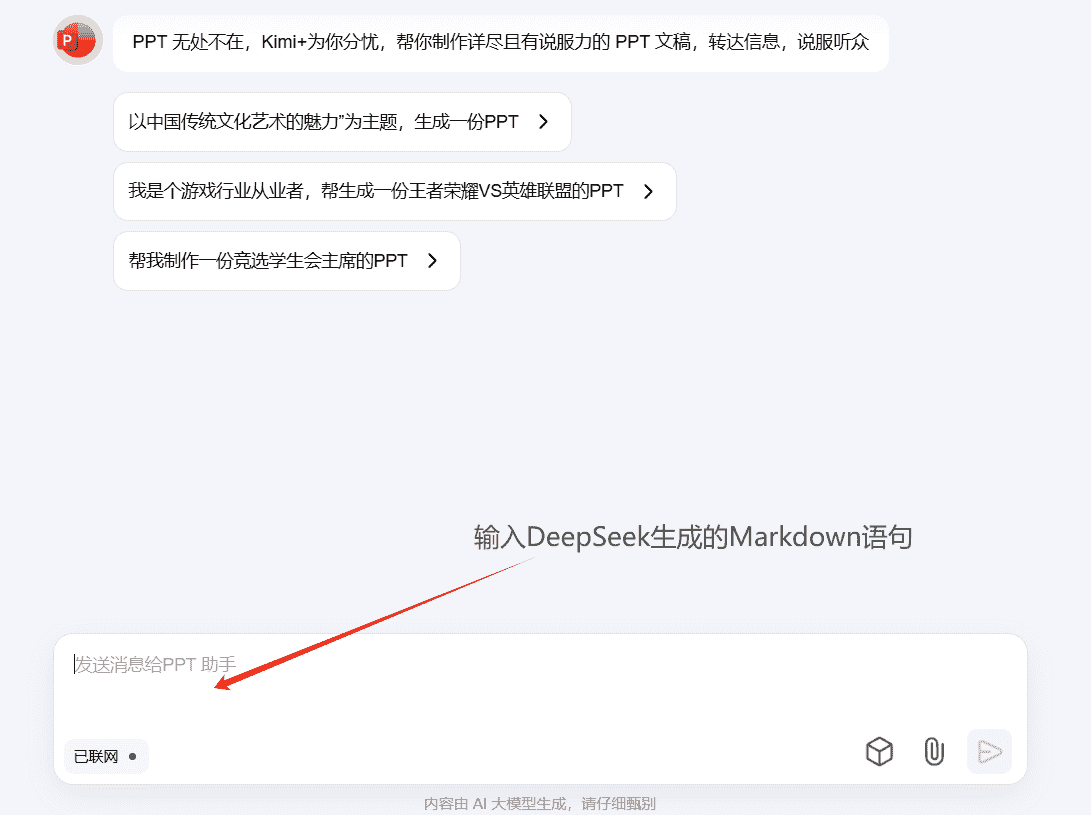 P
PPT 无处不在，Kimi+为你分忧，帮你制作详尽且有说服力的 PPT 文稿，转达信息，说服听众
以中国传统文化艺术的魅力”为主题，生成一份PPT
我是个游戏行业从业者，帮生成一份王者荣耀VS英雄联盟的PPT
帮我制作一份竞选学生会主席的PPT
输入DeepSeek生成的Markdown语句
发送消息给PPT 助手
已联网
内容由 AI 大模型生成，请仔细甄别